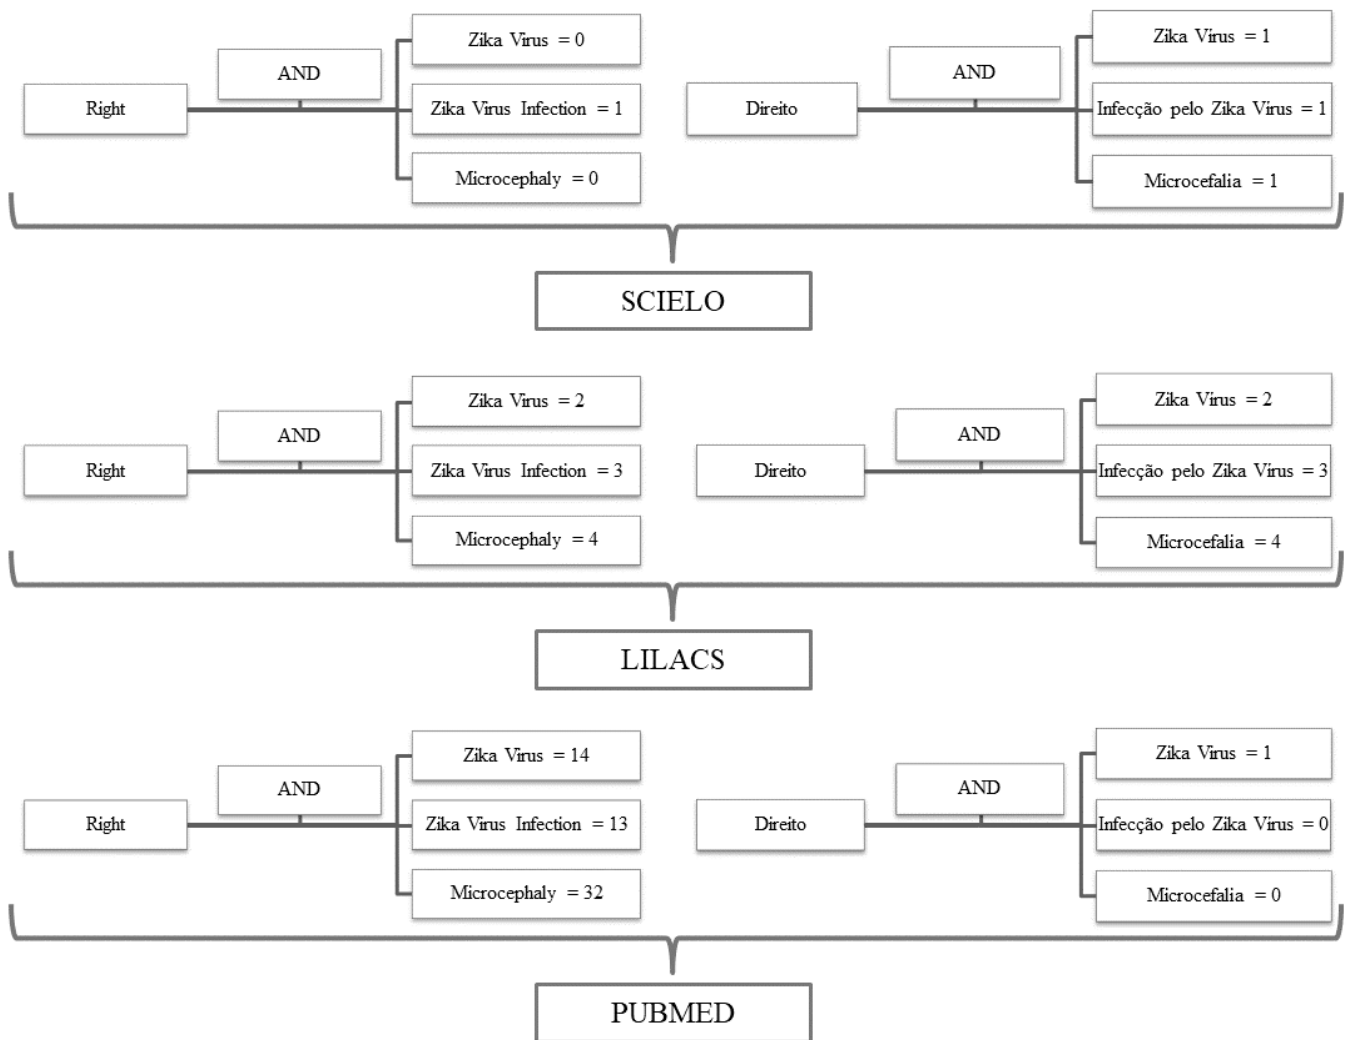 Right
AND
Zika Virus = 0
Zika Virus Infection = 1
Microcephaly = 0
Direito
AND
Zika Virus = 1
Infecção pelo Zika Virus = 1
Microcefalia = 1
SCIELO
Right
AND
Zika Virus = 2
Zika Virus Infection = 3
Microcephaly = 4
Direito
AND
Zika Virus = 2
Infecção pelo Zika Virus = 3
Microcefalia = 4
LILACS
Right
AND
Zika Virus = 14
Zika Virus Infection = 13
Microcephaly = 32
Direito
AND
Zika Virus = 1
Infecção pelo Zika Virus = 0
Microcefalia = 0
PUBMED